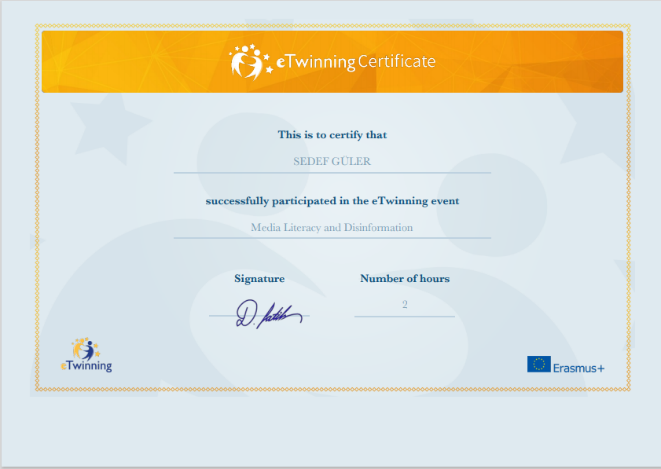 eTwinning Certificate
This is to certify that
SEDEF GÜLER
successfully participated in the eTwinning event
Media Literacy and Disinformation
Signature
Number of hours
2
eTwinning
Erasmus+